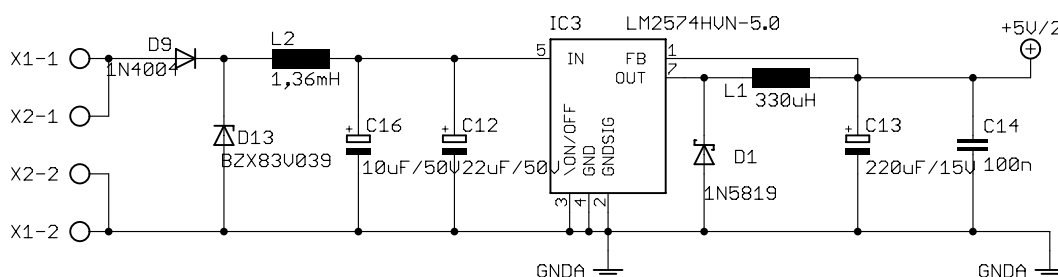 IC3 LM2574HVN-5.0
+5V/2
X1-1
D9
1N4004
L2
1,36mH
5
IN
FB
1
OUT
7
L1
330uH
X2-1
D13
BZX83V039
C16
+
10uF/50V
C12
+
22uF/50V
\ON/OFF
GND
GNDSIG
3
4
2
D1
1N5819
C13
+
220uF/15V
C14
100n
X2-2
X1-2
GNDA
GNDA